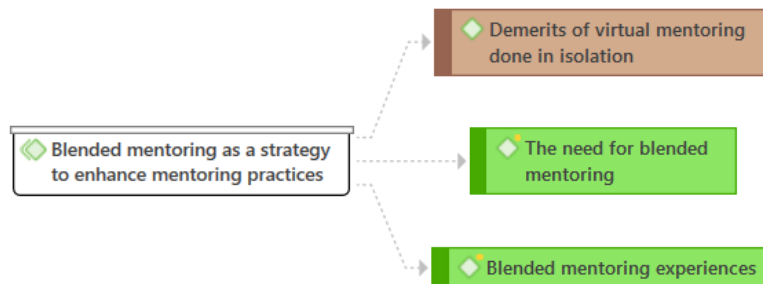 Demerits of virtual mentoring
done in isolation
Blended mentoring as a strategy
to enhance mentoring practices
The need for blended
mentoring
Blended mentoring experiences